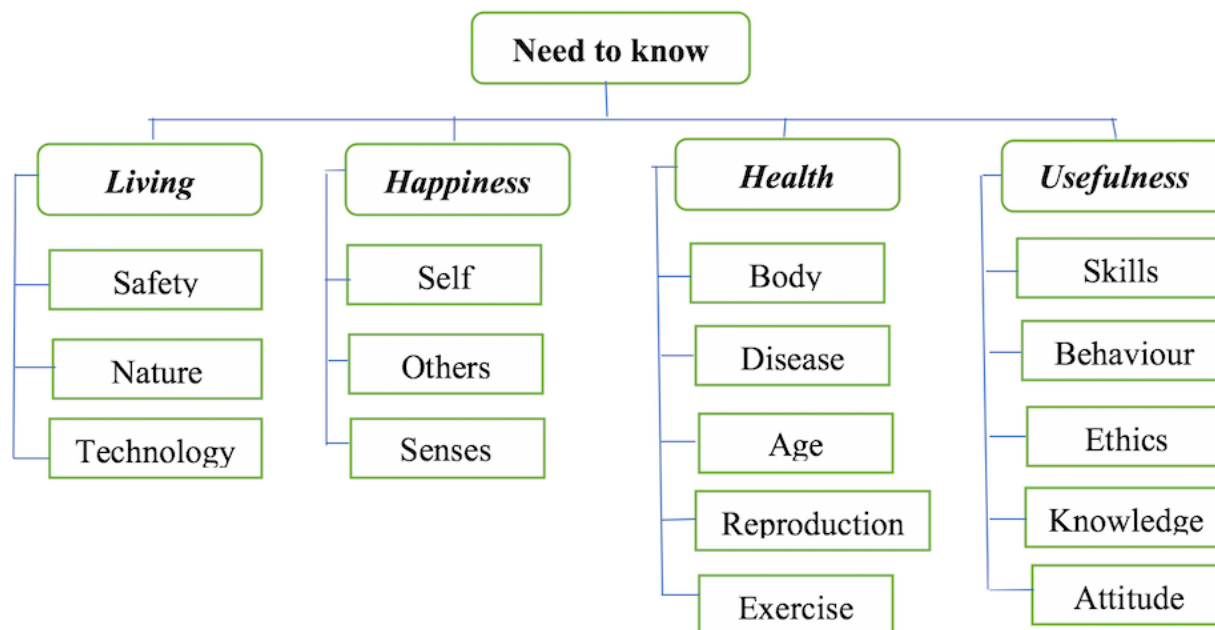 Need to know
Living
Safety
Nature
Technology
Happiness
Self
Others
Senses
Health
Body
Disease
Age
Reproduction
Exercise
Usefulness
Skills
Behaviour
Ethics
Knowledge
Attitude